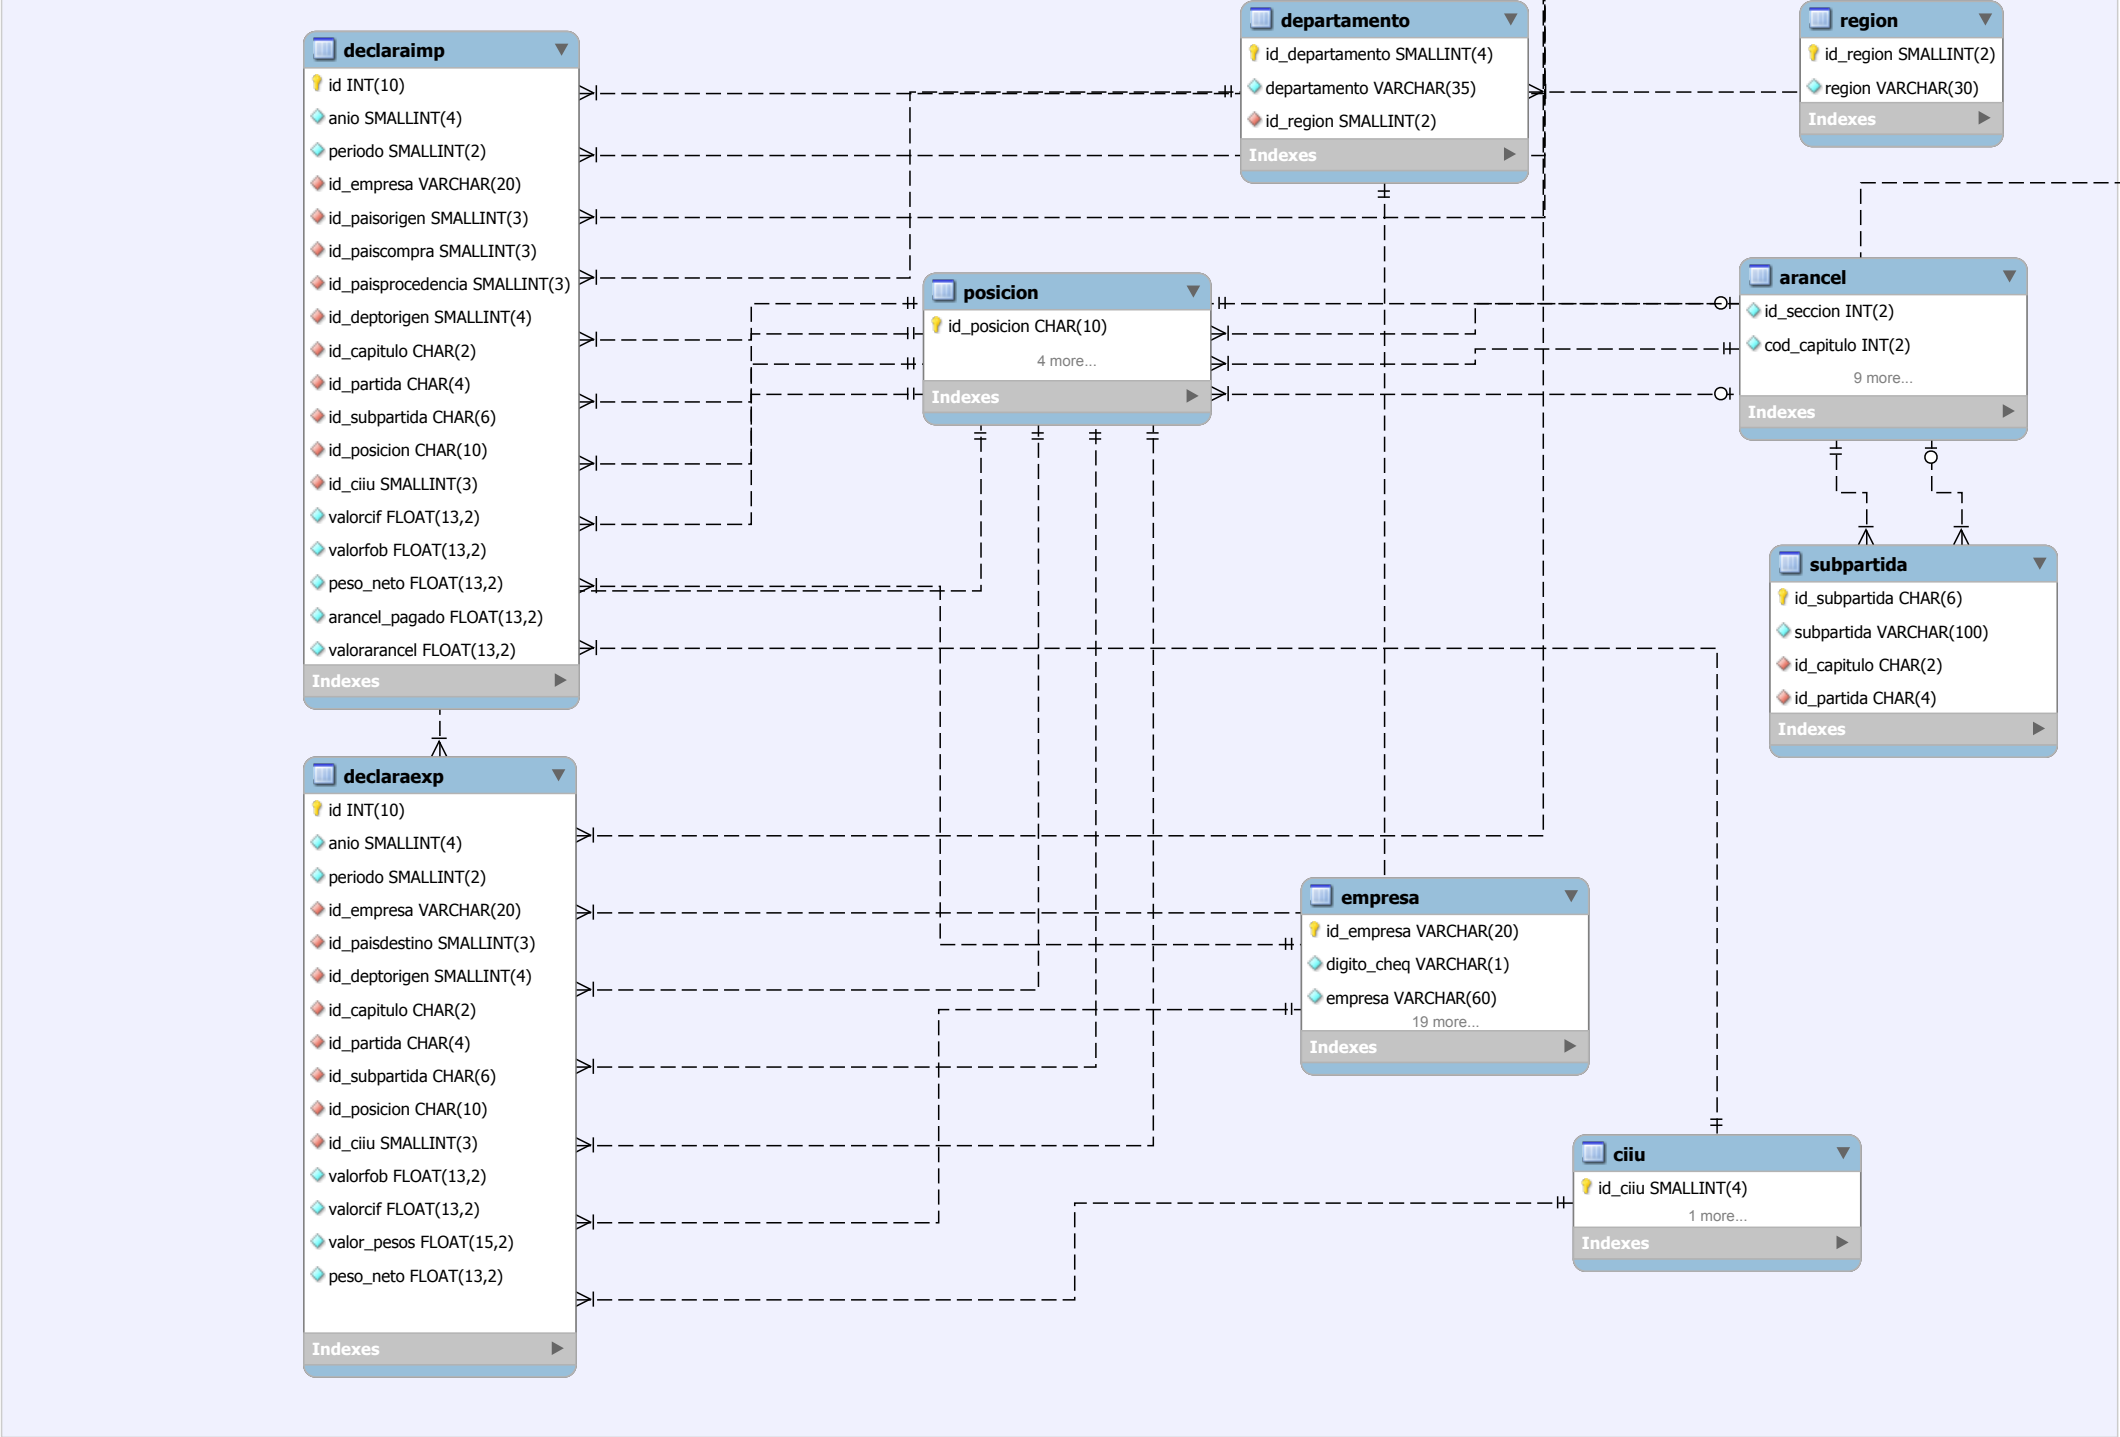 declaraimp
id INT(10)
anio SMALLINT(4)
periodo SMALLINT(2)
id_empresa VARCHAR(20)
id_paisorigen SMALLINT(3)
id_paiscompra SMALLINT(3)
id_paisprocedencia SMALLINT(3)
id_deptorigen SMALLINT(4)
id_capitulo CHAR(2)
id_partida CHAR(4)
id_subpartida CHAR(6)
id_posicion CHAR(10)
id_ciiu SMALLINT(3)
valorcif FLOAT(13,2)
valorfob FLOAT(13,2)
peso_neto FLOAT(13,2)
arancel_pagado FLOAT(13,2)
valorarancel FLOAT(13,2)
Indexes
departamento
id_departamento SMALLINT(4)
departamento VARCHAR(35)
id_region SMALLINT(2)
Indexes
region
id_region SMALLINT(2)
region VARCHAR(30)
Indexes
posicion
id_posicion CHAR(10)
4 more...
Indexes
arancel
id_seccion INT(2)
cod_capitulo INT(2)
9 more...
Indexes
subpartida
id_subpartida CHAR(6)
subpartida VARCHAR(100)
id_capitulo CHAR(2)
id_partida CHAR(4)
Indexes
declaraexp
id INT(10)
anio SMALLINT(4)
periodo SMALLINT(2)
id_empresa VARCHAR(20)
id_paisdestino SMALLINT(3)
id_deptorigen SMALLINT(4)
id_capitulo CHAR(2)
id_partida CHAR(4)
id_subpartida CHAR(6)
id_posicion CHAR(10)
id_ciiu SMALLINT(3)
valorfob FLOAT(13,2)
valorcif FLOAT(13,2)
valor_pesos FLOAT(15,2)
peso_neto FLOAT(13,2)
Indexes
empresa
id_empresa VARCHAR(20)
digito_cheq VARCHAR(1)
empresa VARCHAR(60)
19 more...
Indexes
ciiu
id_ciiu SMALLINT(4)
1 more...
Indexes